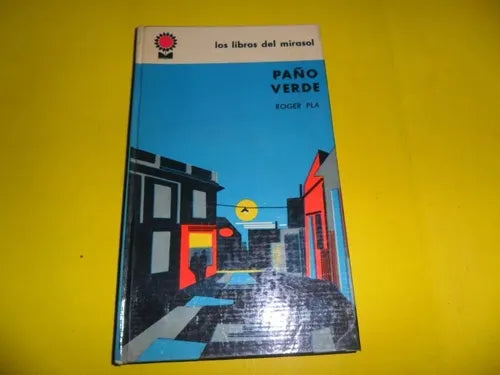 los libros del mirasol
PAÑO
VERDE
ROGER PLA